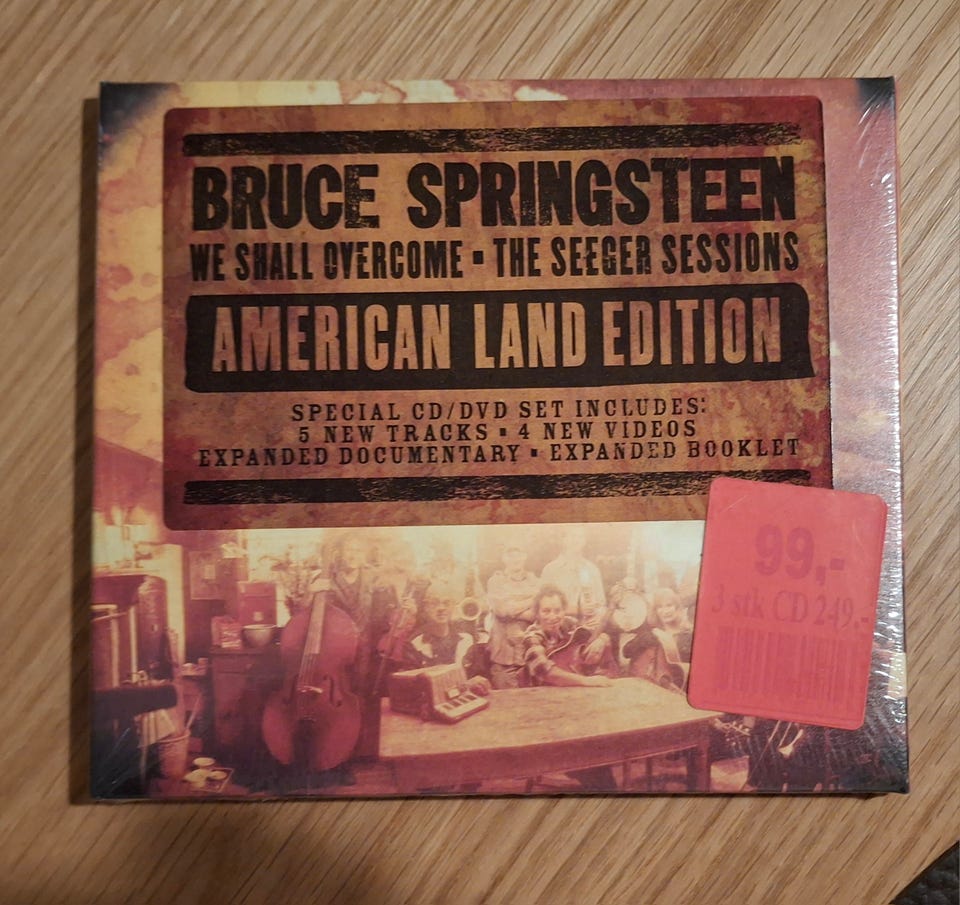 BRUCE SPRINGSTEEN
WE SHALL OVERCOME ▪ THE SEEGER SESSIONS
AMERICAN LAND EDITION
SPECIAL CD/DVD SET INCLUDES:
5 NEW TRACKS ▪ 4 NEW VIDEOS
EXPANDED DOCUMENTARY ▪ EXPANDED BOOKLET
99,-
3 stk CD 249,-